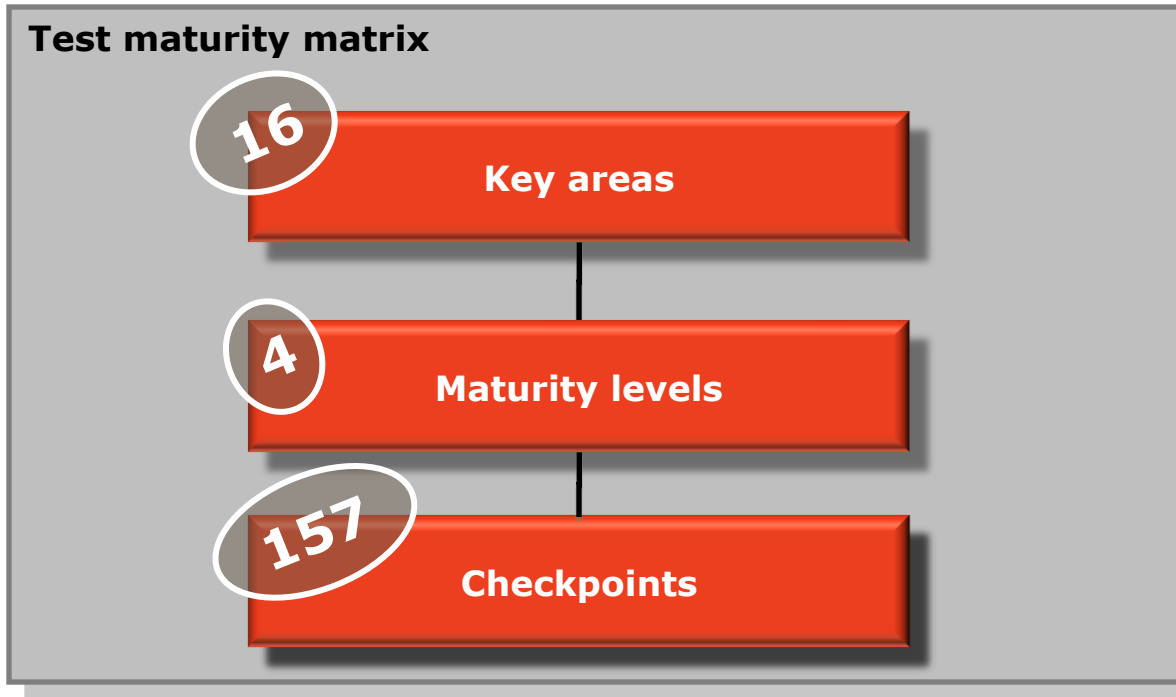 Test maturity matrix
16
Key areas
4
Maturity levels
157
Checkpoints